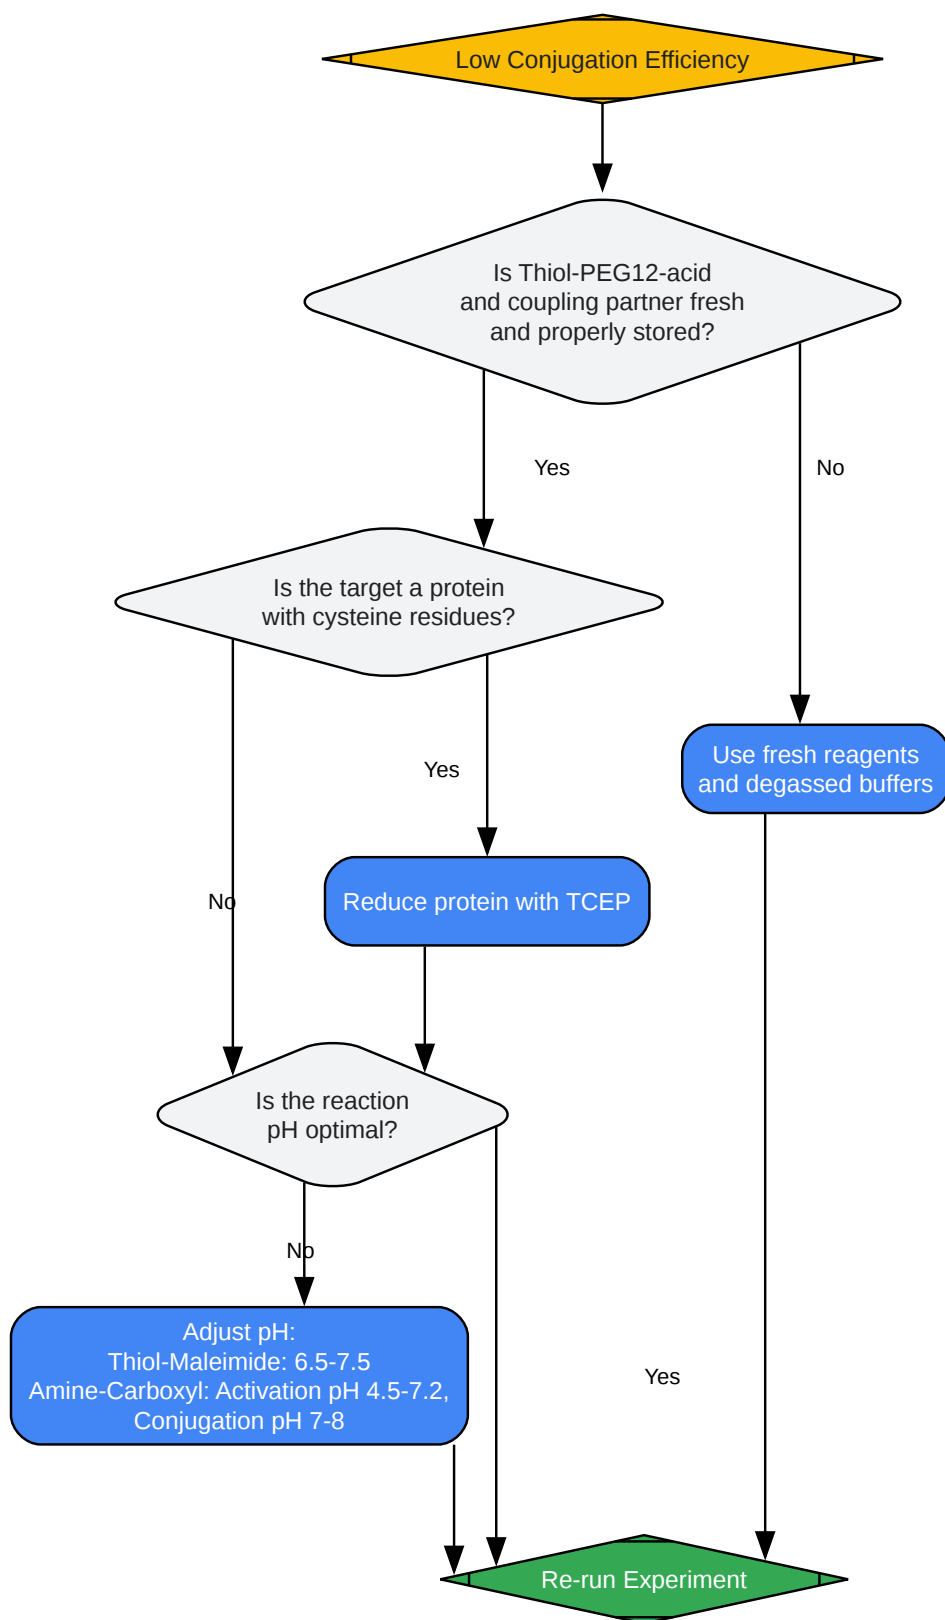 Low Conjugation Efficiency
Is Thiol-PEG12-acid
and coupling partner fresh
and properly stored?
Yes
No
Is the target a protein
with cysteine residues?
Use fresh reagents
and degassed buffers
Yes
No
Reduce protein with TCEP
Is the reaction
pH optimal?
No
Adjust pH:
Thiol-Maleimide: 6.5-7.5
Amine-Carboxyl: Activation pH 4.5-7.2,
Conjugation pH 7-8
Yes
Re-run Experiment